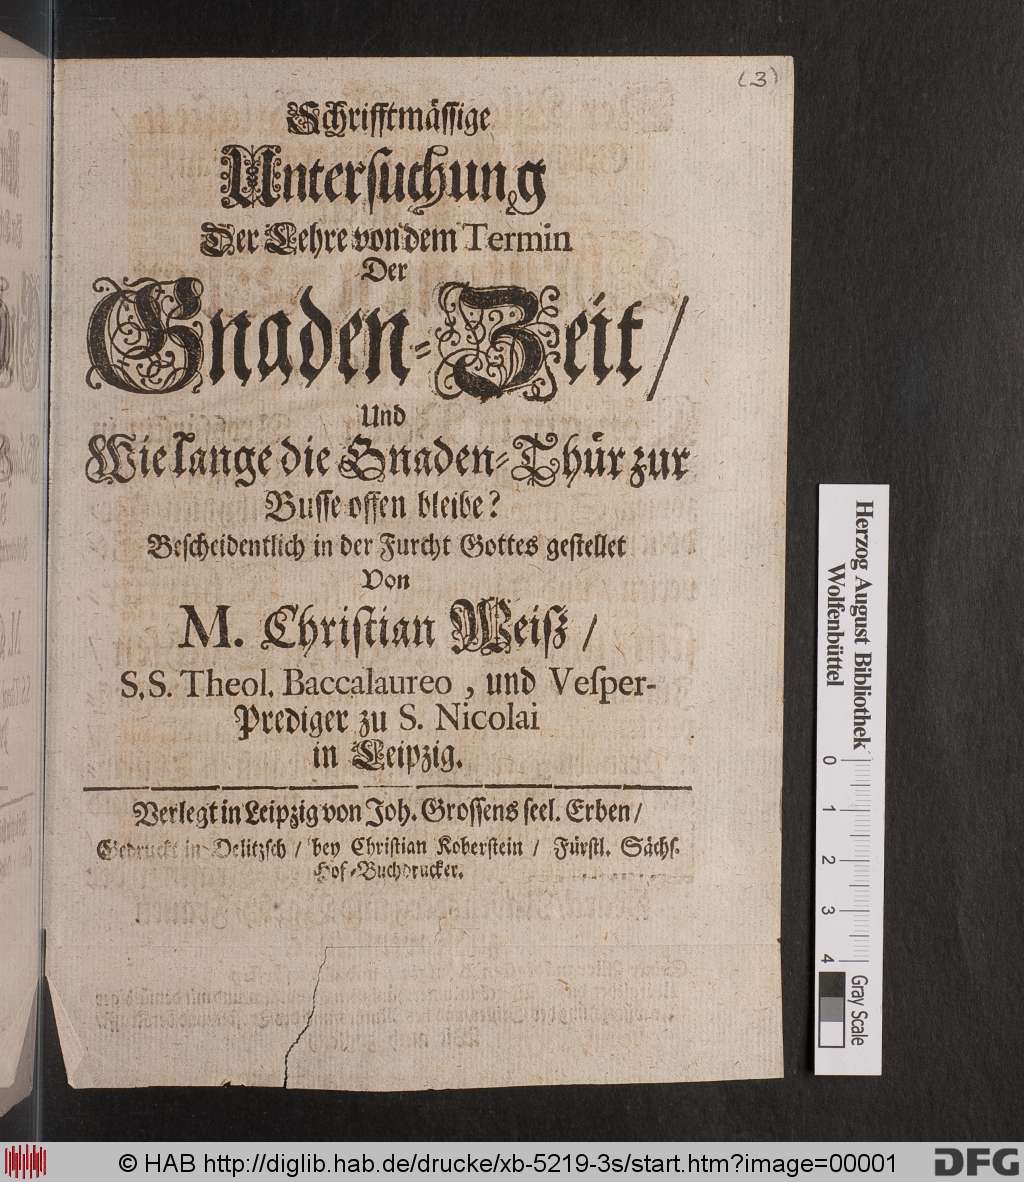 (3)
Schrifftmässige
Untersuchung
Der Lehre von dem Termin
Der
Gnaden-Zeit/
Und
Wie lange die Gnaden-Thür zur
Busse offen bleibe?
Bescheidentlich in der Furcht Gottes gestellet
Von
M. Christian Weiß/
S.S. Theol. Baccalaureo, und Vesper-
Prediger zu S. Nicolai
in Leipzig.
Verlegt in Leipzig von Joh. Grossens seel. Erben/
Gedruckt in Delitzsch/ bey Christian Koberstein/ Fürstl. Sächs.
Hof-Buchdrucker.
Herzog August Bibliothek
Wolfenbüttel
0 1 2 3 4
Gray Scale
© HAB http://diglib.hab.de/drucke/xb-5219-3s/start.htm?image=00001
DFG